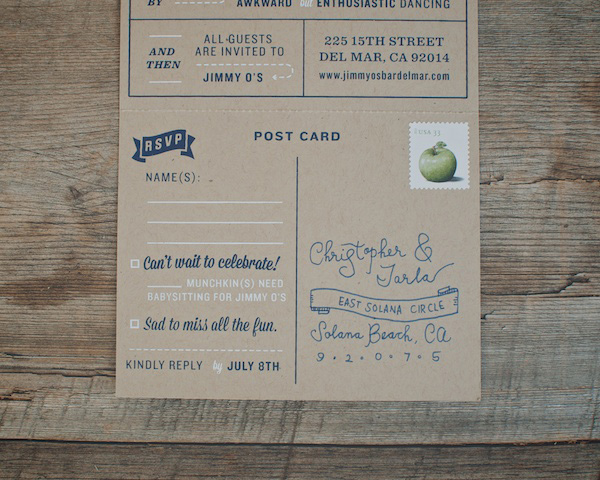 BY AWKWARD but ENTHUSIASTIC DANCING
AND THEN
ALL GUESTS
ARE INVITED TO
JIMMY O'S
225 15TH STREET
DEL MAR, CA 92014
www.jimmyosbardelmar.com
RSVP
POST CARD
USA 33
NAME(S):
Can't wait to celebrate!
MUNCHKIN(S) NEED
BABYSITTING FOR JIMMY O'S
Sad to miss all the fun.
KINDLY REPLY by JULY 8TH
Christopher &
Tarla
EAST SOLANA CIRCLE
Solana Beach, CA
9 • 2 • 0 • 7 • 5